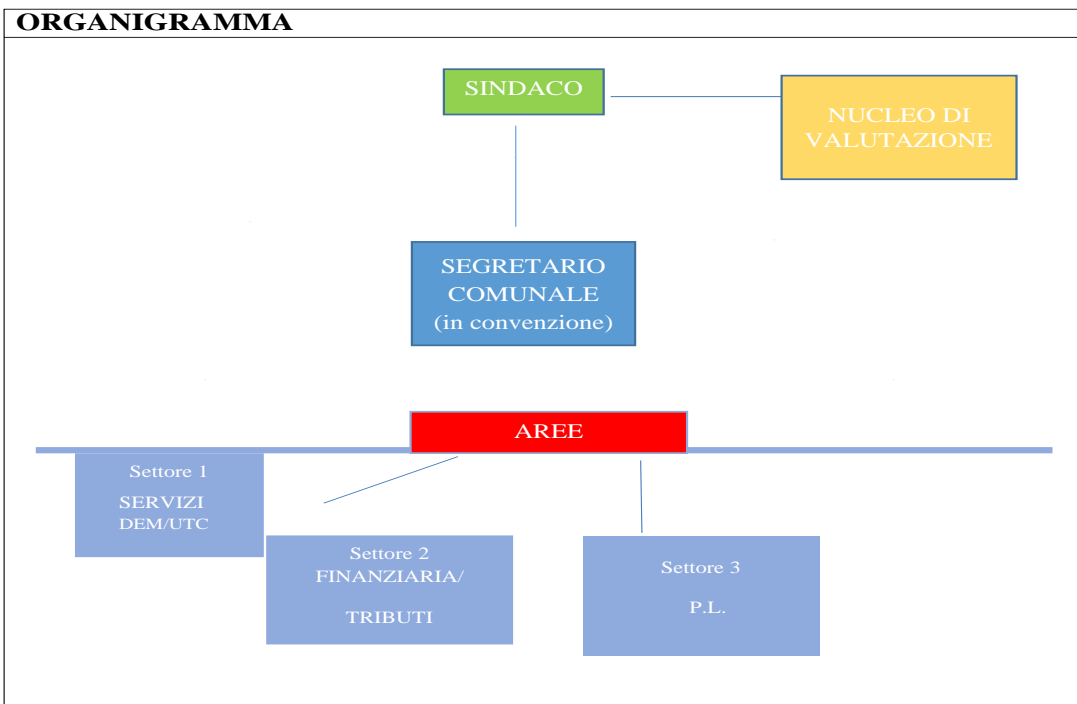 ORGANIGRAMMA
SINDACO
NUCLEO DI
VALUTAZIONE
SEGRETARIO
COMUNALE
(in convenzione)
AREE
Settore 1
SERVIZI
DEM/UTC
Settore 2
FINANZIARIA/
TRIBUTI
Settore 3
P.L.